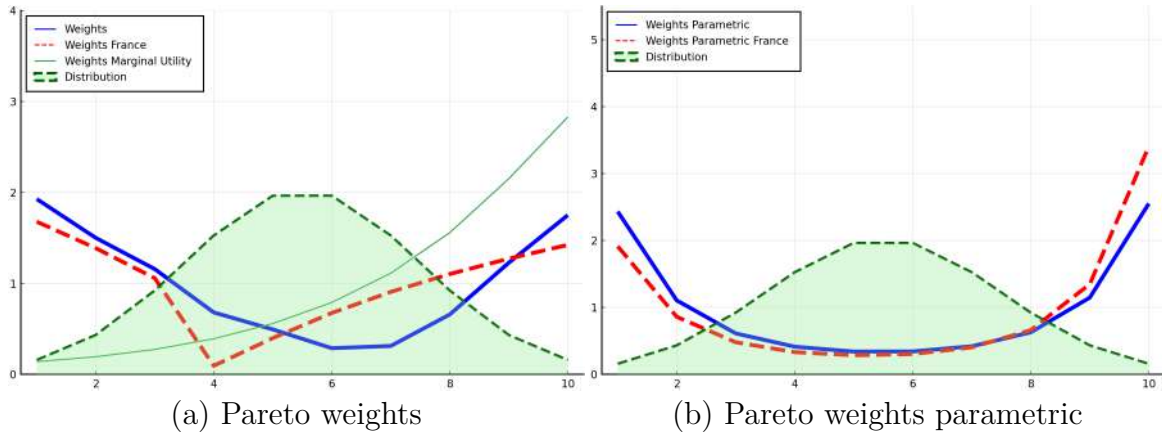 4
3
2
1
0
2
4
6
8
10
Weights
Weights France
Weights Marginal Utility
Distribution
(a) Pareto weights
5
4
3
2
1
0
2
4
6
8
10
Weights Parametric
Weights Parametric France
Distribution
(b) Pareto weights parametric